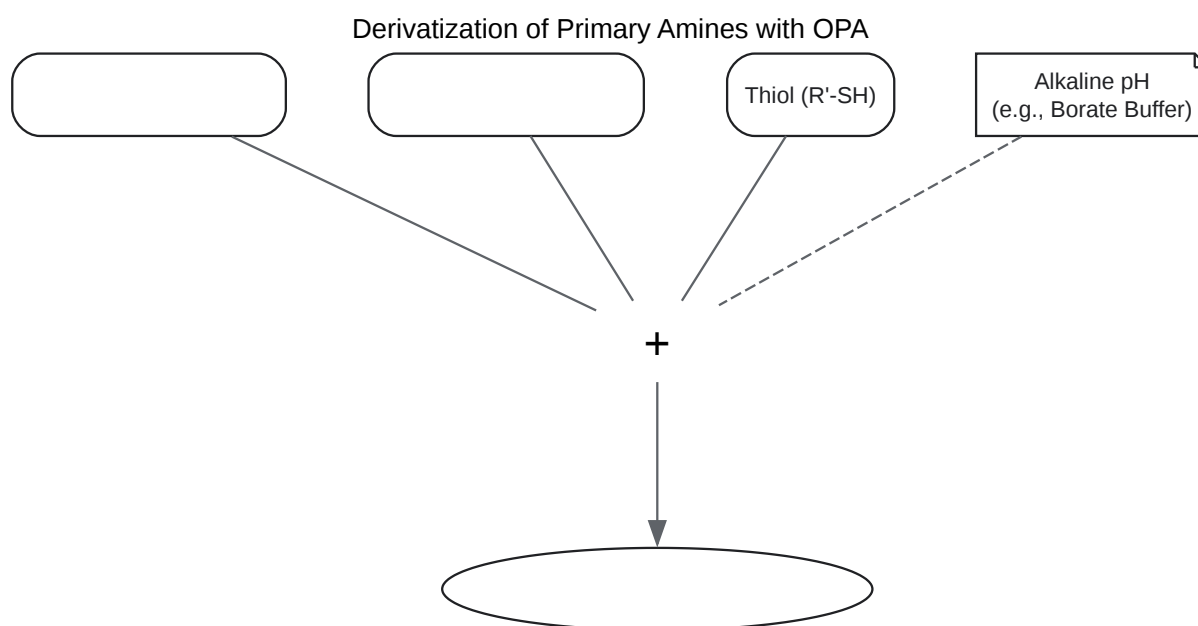 Derivatization of Primary Amines with OPA
Thiol (R'-SH)
Alkaline pH
(e.g., Borate Buffer)
+